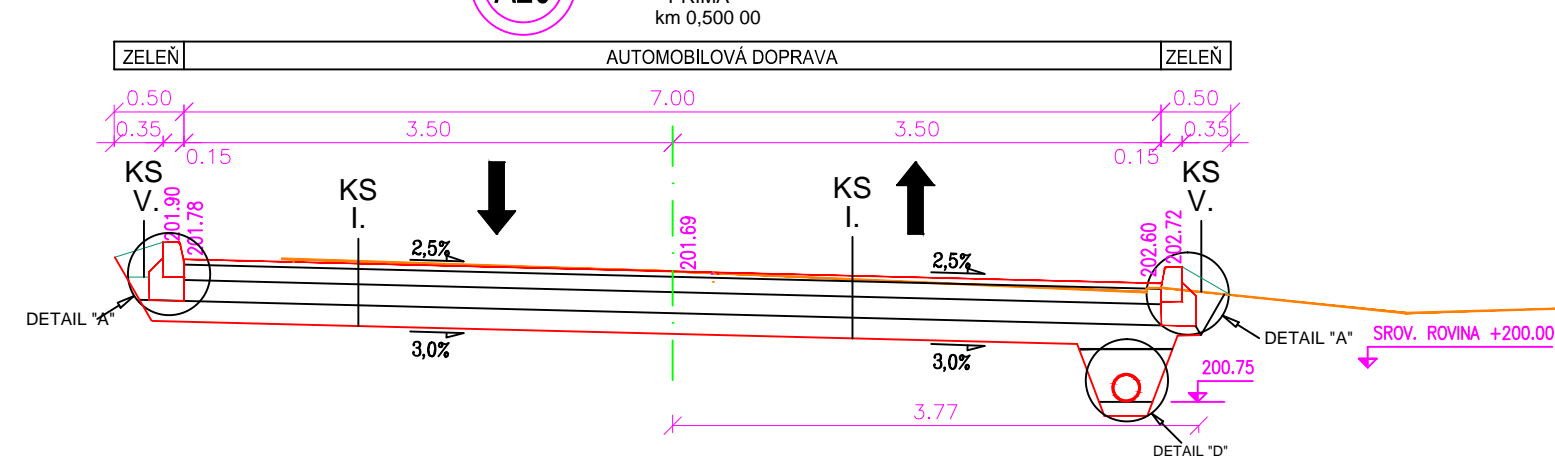 km 0,500 00
ZELEŇ AUTOMOBILOVÁ DOPRAVA ZELEŇ
0.50 7.00 0.50
0.35 3.50 3.50 0.35
0.15 0.15
KS V.
201.90
201.78
KS I.
201.69
KS I.
202.60
202.72
KS V.
2,5% 2,5%
DETAIL "A"
3,0% 3,0%
DETAIL "A"
SROV. ROVINA +200.00
200.75
3.77
DETAIL "D"